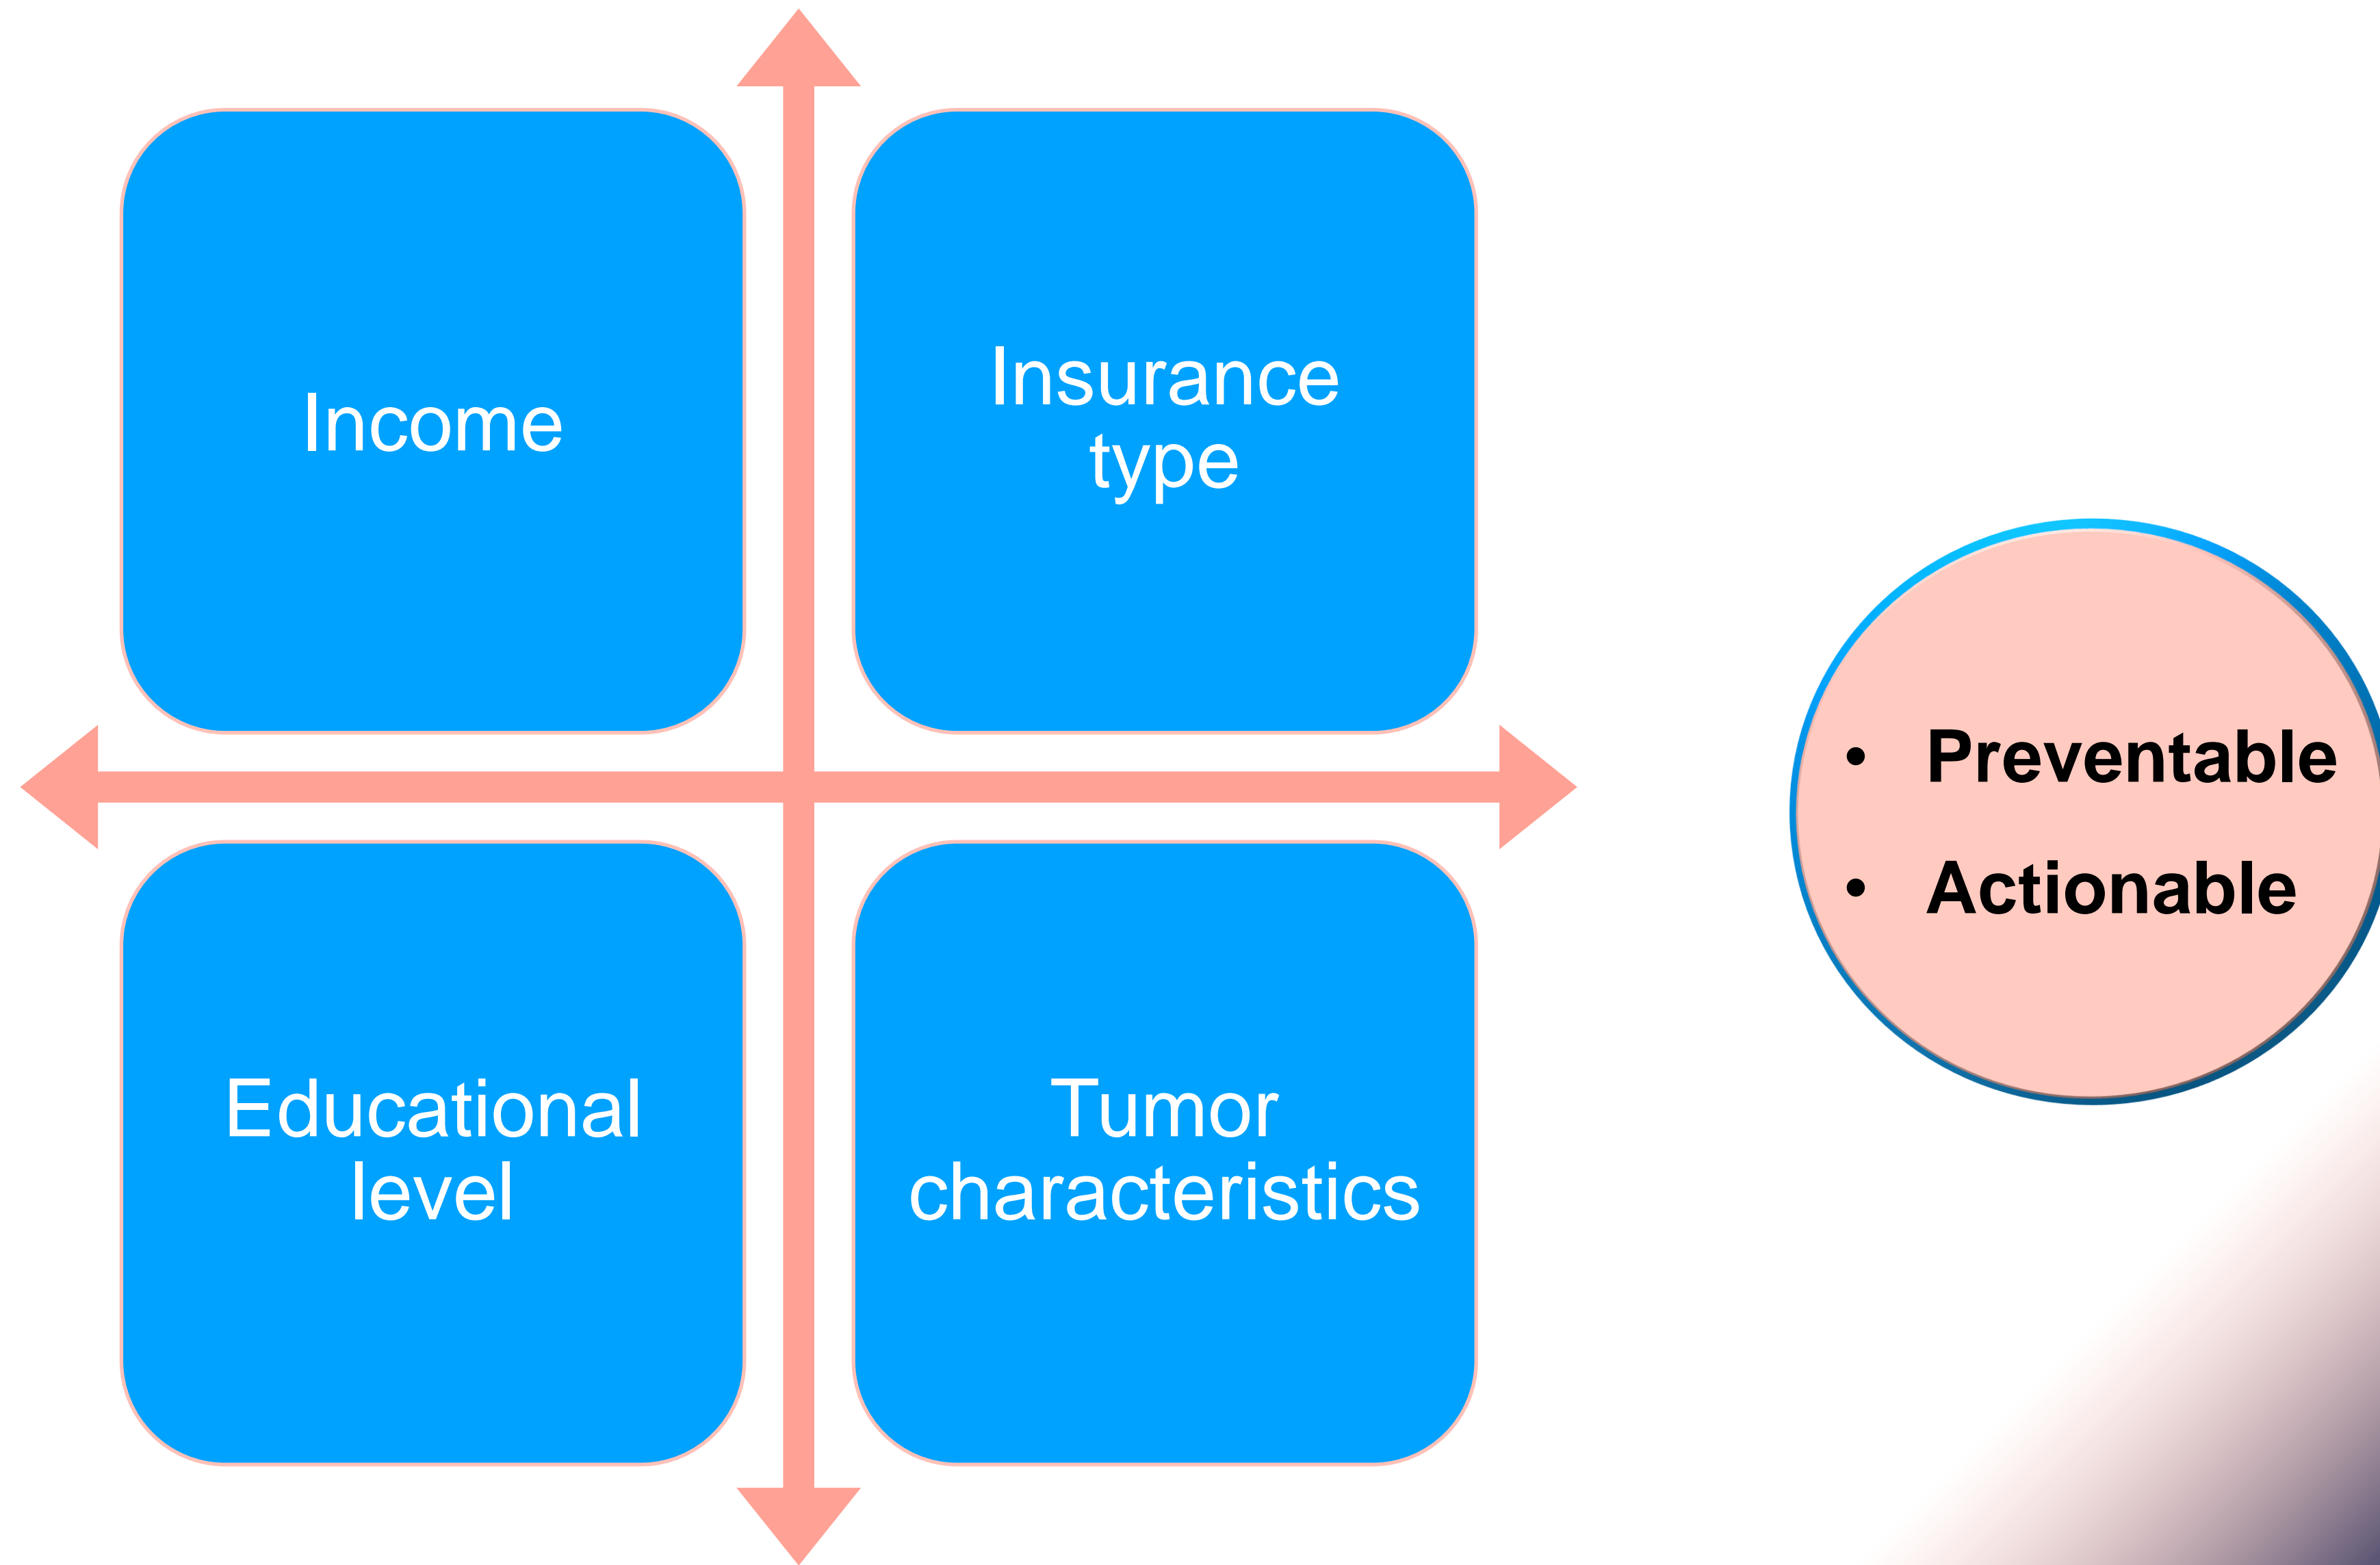 Income
Insurance
type
Educational
level
Tumor
characteristics
• Preventable
• Actionable